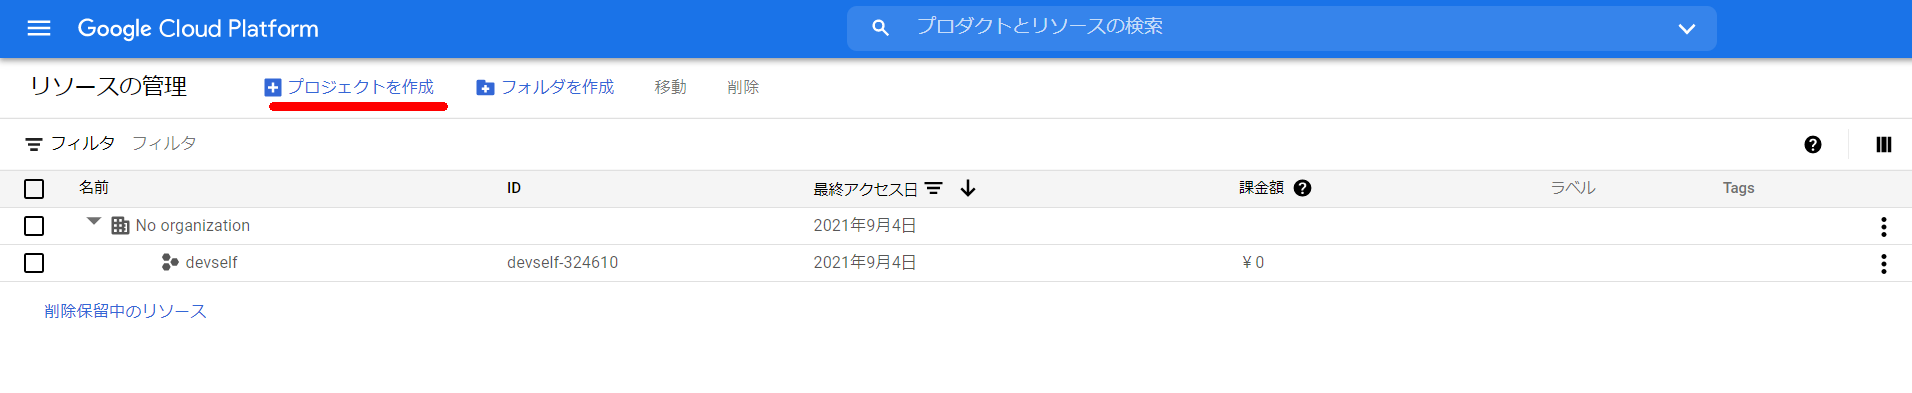 Google Cloud Platform プロダクトとリソースの検索
リソースの管理 プロジェクトを作成 フォルダを作成 移動 削除
フィルタ フィルタ
名前 ID 最終アクセス日 課金額 ラベル Tags
No organization 2021年9月4日
devself devself-324610 2021年9月4日 ￥0
削除保留中のリソース